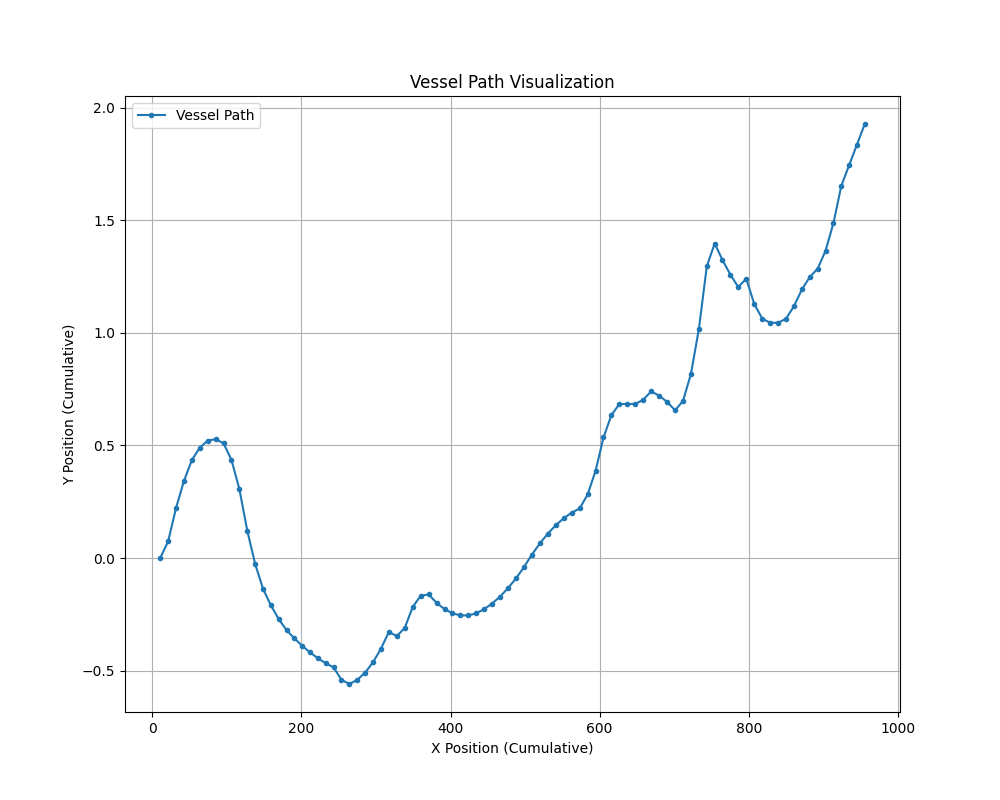 Vessel Path Visualization
Vessel Path
2.0
1.5
1.0
0.5
0.0
−0.5
Y Position (Cumulative)
0 200 400 600 800 1000
X Position (Cumulative)